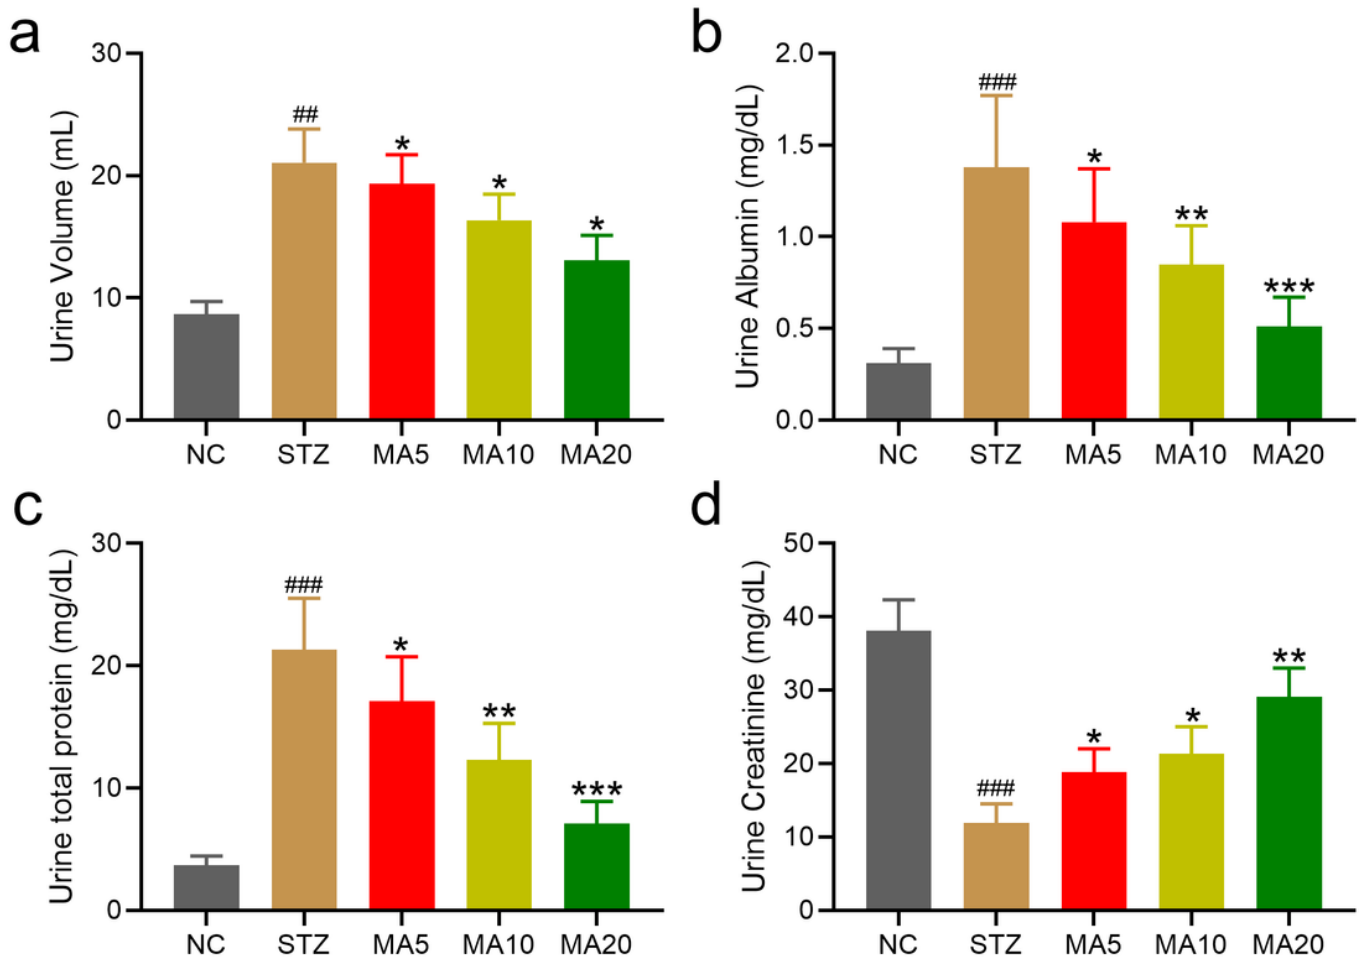 a
Urine Volume (mL)
30
20
10
0
##
*
*
*
NC STZ MA5 MA10 MA20
b
Urine Albumin (mg/dL)
2.0
1.5
1.0
0.5
0.0
###
*
**
***
NC STZ MA5 MA10 MA20
c
Urine total protein (mg/dL)
30
20
10
0
###
*
**
***
NC STZ MA5 MA10 MA20
d
Urine Creatinine (mg/dL)
50
40
30
20
10
0
###
*
*
**
NC STZ MA5 MA10 MA20